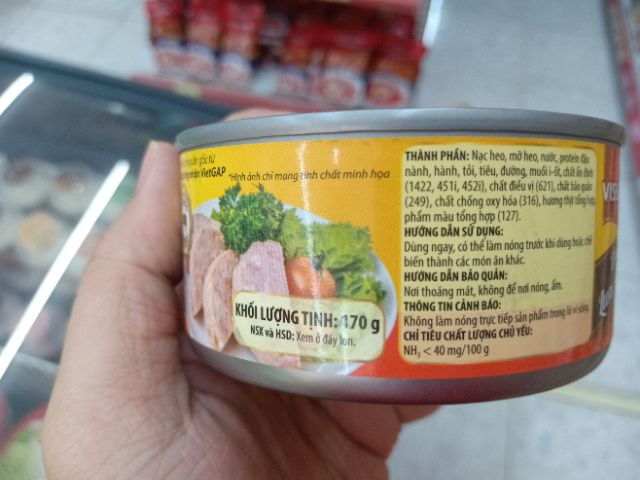 gốc từ
VietGAP
*Hình ảnh chỉ mang tính chất minh họa
KHỐI LƯỢNG TỊNH: 170 g
NSX và HSD: Xem ở đáy lon.
THÀNH PHẦN: Nạc heo, mỡ heo, nước, protein đậu
nành, hành, tỏi, tiêu, đường, muối i-ốt, chất ổn định
(1422, 451i, 452i), chất điều vị (621), chất bảo quản
(249), chất chống oxy hóa (316), hương thịt tổng hợp,
phẩm màu tổng hợp (127).
HƯỚNG DẪN SỬ DỤNG:
Dùng ngay, có thể làm nóng trước khi dùng hoặc chế
biến thành các món ăn khác.
HƯỚNG DẪN BẢO QUẢN:
Nơi thoáng mát, không để nơi nóng, ẩm.
THÔNG TIN CẢNH BÁO:
Không làm nóng trực tiếp sản phẩm trong lò vi sóng.
CHỈ TIÊU CHẤT LƯỢNG CHỦ YẾU:
NH₃ < 40 mg/100 g